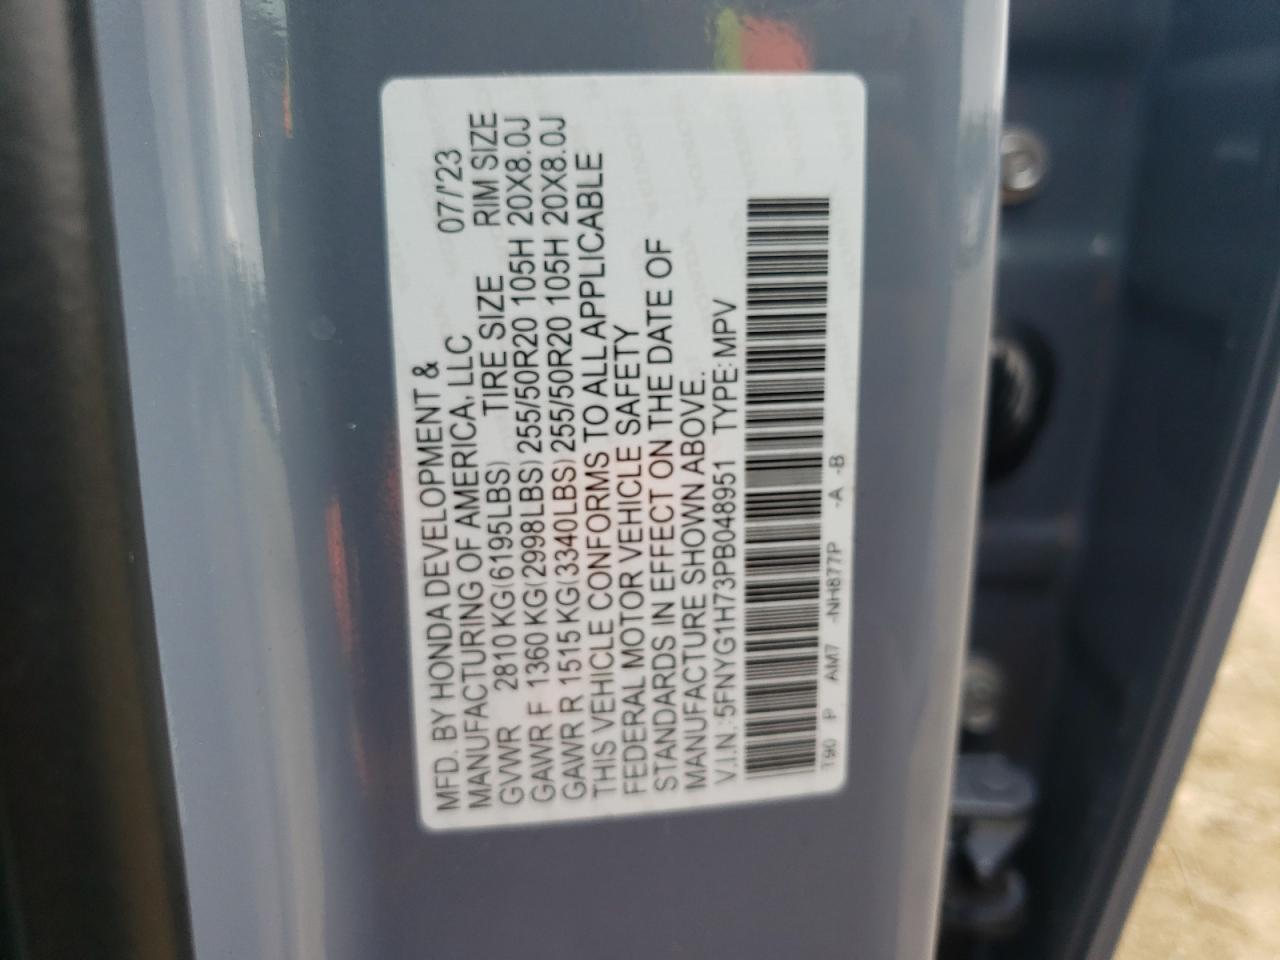 MFD. BY HONDA DEVELOPMENT &
MANUFACTURING OF AMERICA, LLC 07/'23
GVWR 2810 KG(6195LBS) TIRE SIZE RIM SIZE
GAWR F 1360 KG(2998LBS) 255/50R20 105H 20X8.0J
GAWR R 1515 KG(3340LBS) 255/50R20 105H 20X8.0J
THIS VEHICLE CONFORMS TO ALL APPLICABLE
FEDERAL MOTOR VEHICLE SAFETY
STANDARDS IN EFFECT ON THE DATE OF
MANUFACTURE SHOWN ABOVE.
V.I.N.:5FNYG1H73PB048951 TYPE:MPV
T90 P AM7 -NH877P -A -B